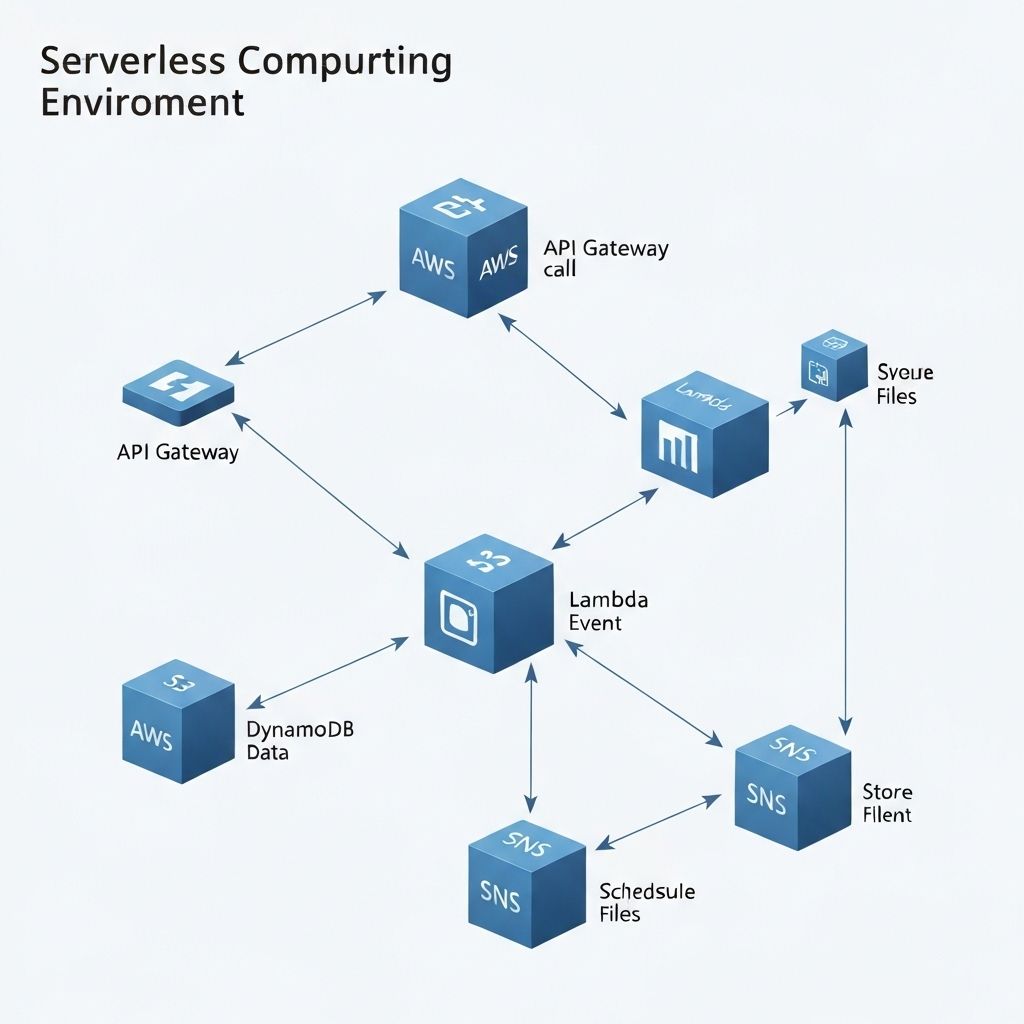 Serverless Compurting
Enviroment
AWS
AWS
API Gateway
call
API Gateway
Lambda
Sveue
Files
S3
Lambda
Event
S3
AWS
DynamoDB
Data
SNS
SNS
Store
Fllent
SNS
SNS
Schedsule
Files